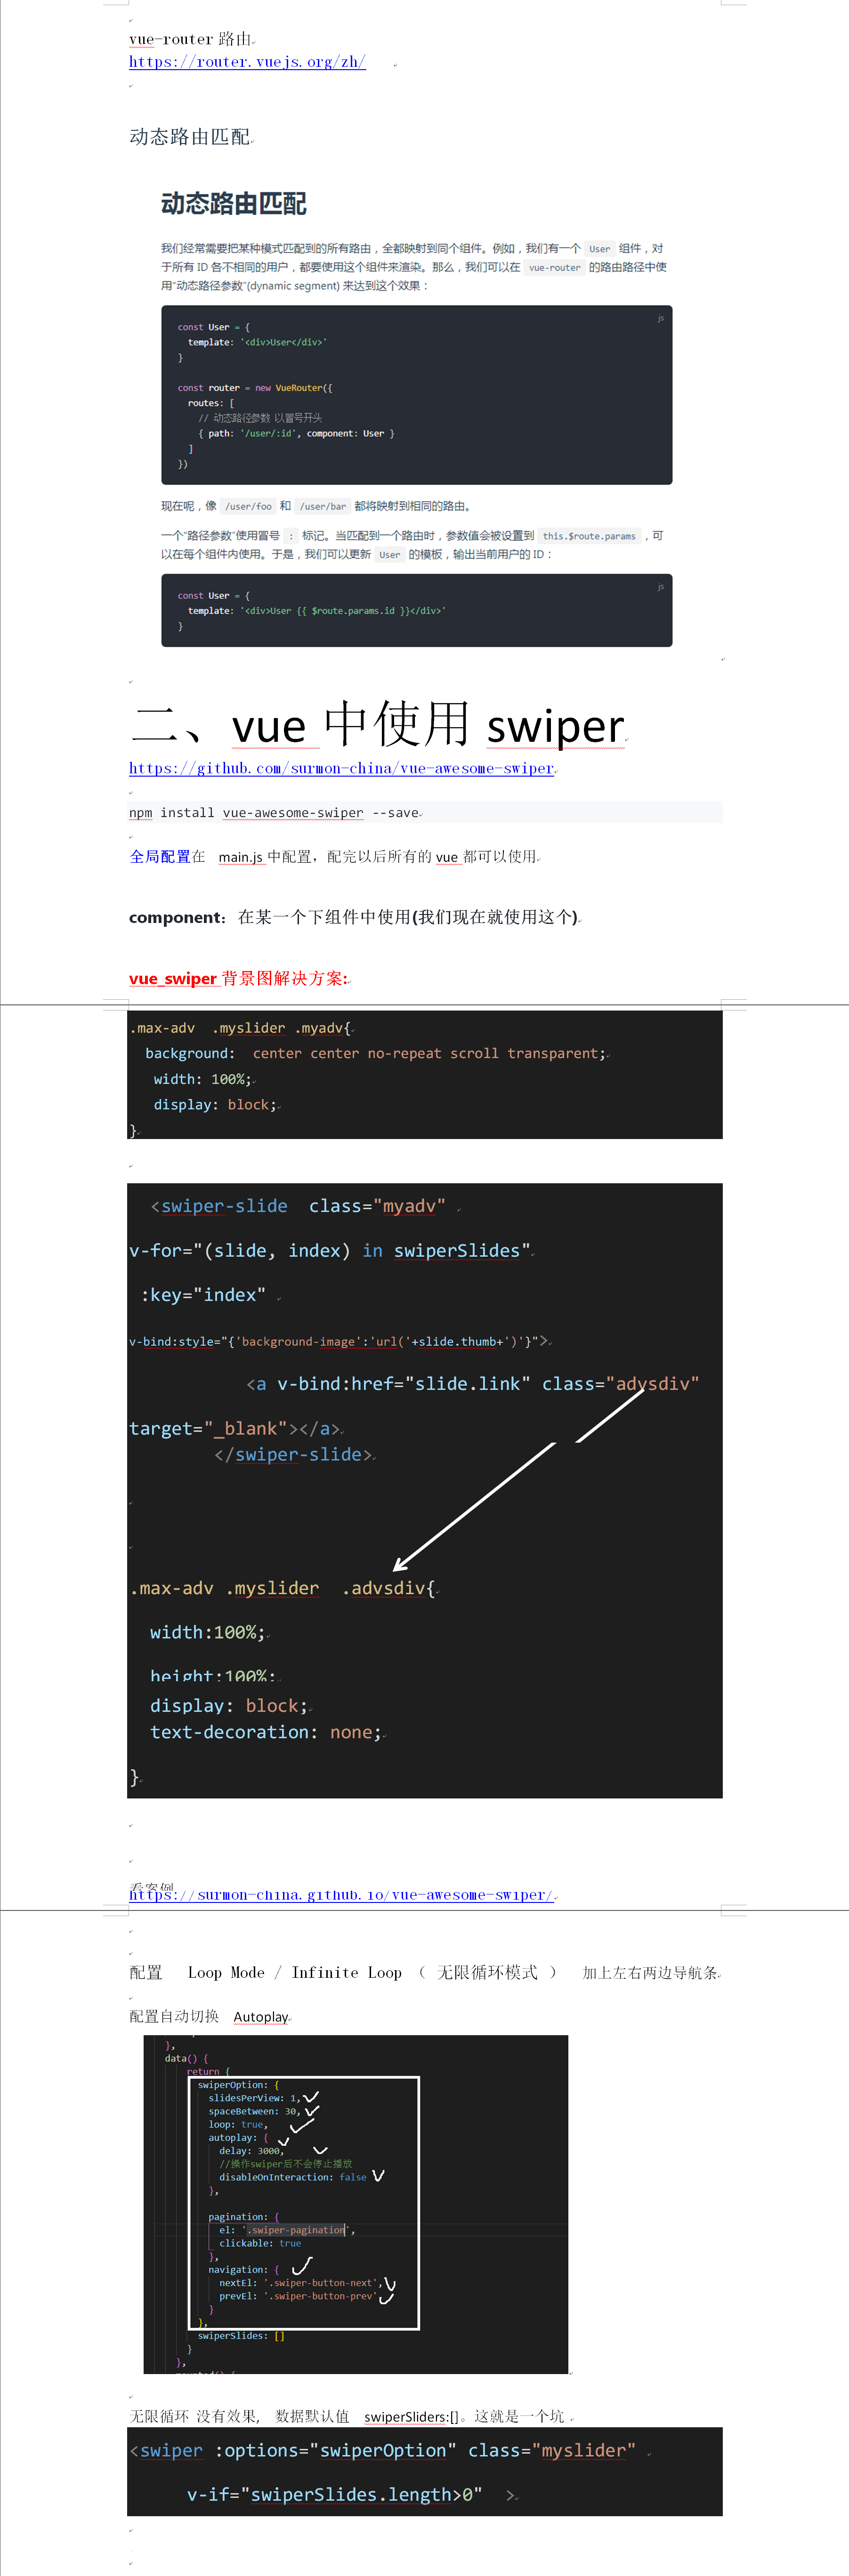 vue-router 路由
https://router.vuejs.org/zh/
动态路由匹配
动态路由匹配
我们经常需要把某种模式匹配到的所有路由，全都映射到同个组件。例如，我们有一个 User 组件，对
于所有 ID 各不相同的用户，都要使用这个组件来渲染。那么，我们可以在 vue-router 的路由路径中使
用“动态路径参数”(dynamic segment) 来达到这个效果：
js
const User = {
template: '<div>User</div>'
}
const router = new VueRouter({
routes: [
// 动态路径参数 以冒号开头
{ path: '/user/:id', component: User }
]
})
现在呢，像 /user/foo 和 /user/bar 都将映射到相同的路由。
一个“路径参数”使用冒号 : 标记。当匹配到一个路由时，参数值会被设置到 this.$route.params ，可
以在每个组件内使用。于是，我们可以更新 User 的模板，输出当前用户的 ID：
js
const User = {
template: '<div>User {{ $route.params.id }}</div>'
}
二、vue 中使用 swiper
https://github.com/surmon-china/vue-awesome-swiper
npm install vue-awesome-swiper --save
全局配置在 main.js 中配置，配完以后所有的 vue 都可以使用
component：在某一个下组件中使用(我们现在就使用这个)
vue_swiper 背景图解决方案:
.max-adv .myslider .myadv{
background: center center no-repeat scroll transparent;
width: 100%;
display: block;
}
<swiper-slide class="myadv"
v-for="(slide, index) in swiperSlides"
:key="index"
v-bind:style="{'background-image':'url('+slide.thumb+')'}">
<a v-bind:href="slide.link" class="advsdiv"
target="_blank"></a>
</swiper-slide>
.max-adv .myslider .advsdiv{
width:100%;
height:100%;
display: block;
text-decoration: none;
}
看案例
https://surmon-china.github.io/vue-awesome-swiper/
配置 Loop Mode / Infinite Loop （ 无限循环模式 ） 加上左右两边导航条
配置自动切换 Autoplay
},
data() {
return {
swiperOption: {
slidesPerView: 1,
spaceBetween: 30,
loop: true,
autoplay: {
delay: 3000,
//操作swiper后不会停止播放
disableOnInteraction: false
},
pagination: {
el: '.swiper-pagination',
clickable: true
},
navigation: {
nextEl: '.swiper-button-next',
prevEl: '.swiper-button-prev'
}
},
swiperSlides: []
}
},
mounted() {
无限循环 没有效果, 数据默认值 swiperSliders:[]。这就是一个坑
<swiper :options="swiperOption" class="myslider"
v-if="swiperSlides.length>0" >